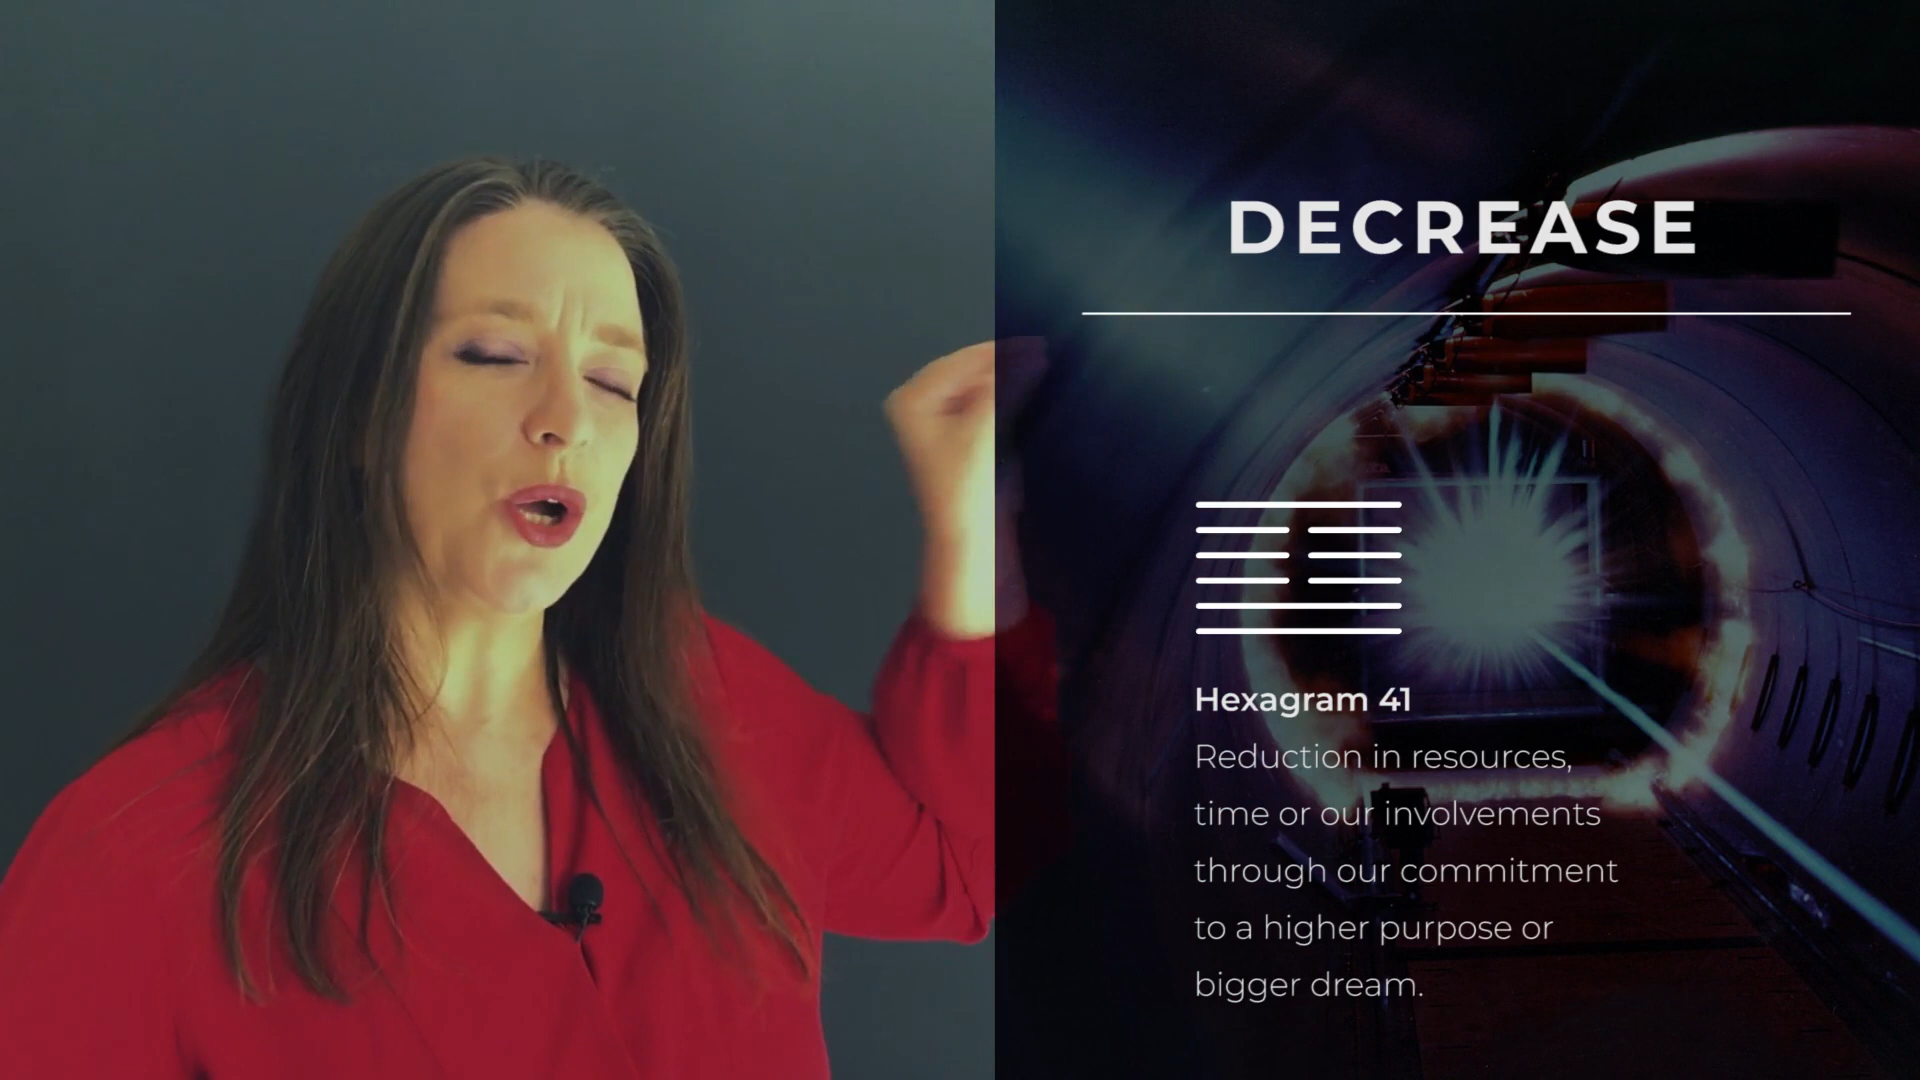 DECREASE
Hexagram 41
Reduction in resources,
time or our involvements
through our commitment
to a higher purpose or
bigger dream.